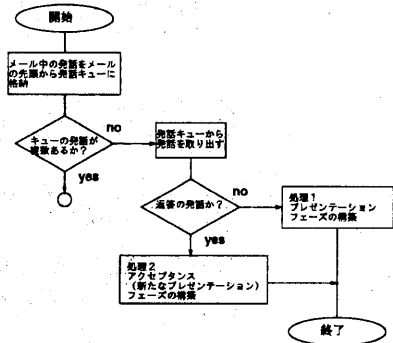 開始
メール中の発話をメール
の先頭から発話キューに
格納
キューの発話が
複数あるか？
no
yes
発話キューから
発話を取り出す
返答の発話か？
no
yes
処理1
プレゼンテーション
フェーズの構築
処理2
アクセプタンス
（新たなプレゼンテーション）
フェーズの構築
終了